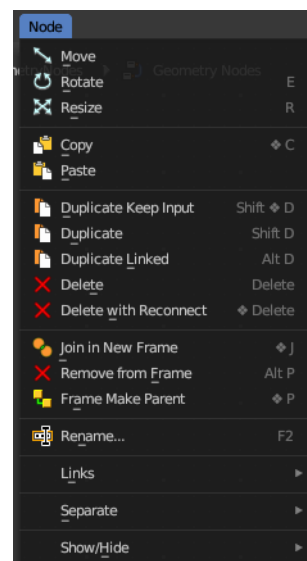 Node
Move
Geometry Nodes
Rotate E
Resize R
Copy ❖ C
Paste
Duplicate Keep Input Shift ❖ D
Duplicate Shift D
Duplicate Linked Alt D
Delete Delete
Delete with Reconnect ❖ Delete
Join in New Frame ❖ J
Remove from Frame Alt P
Frame Make Parent ❖ P
Rename... F2
Links
Separate
Show/Hide